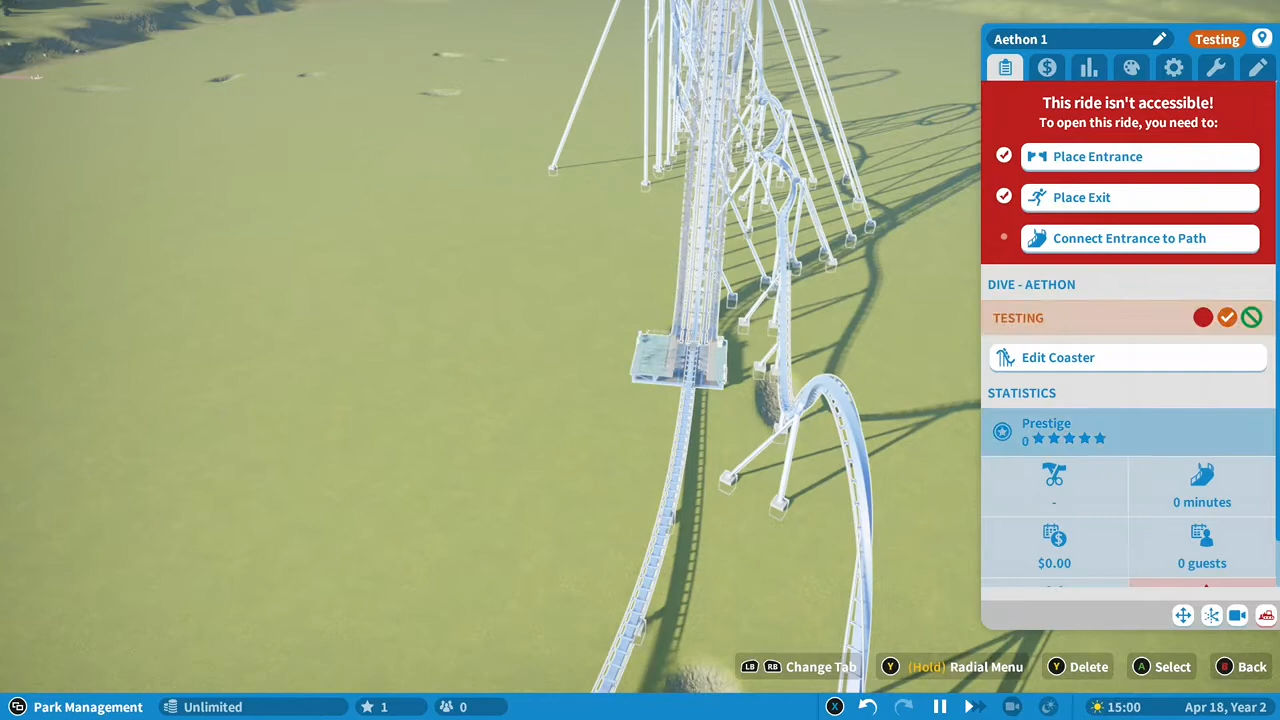 Aethon 1
Testing
This ride isn't accessible!
To open this ride, you need to:
Place Entrance
Place Exit
Connect Entrance to Path
DIVE - AETHON
TESTING
Edit Coaster
STATISTICS
Prestige
0
-
0 minutes
$0.00
0 guests
LB RB Change Tab
Y (Hold) Radial Menu
Y Delete
A Select
B Back
Park Management
Unlimited
1
0
X
15:00
Apr 18, Year 2